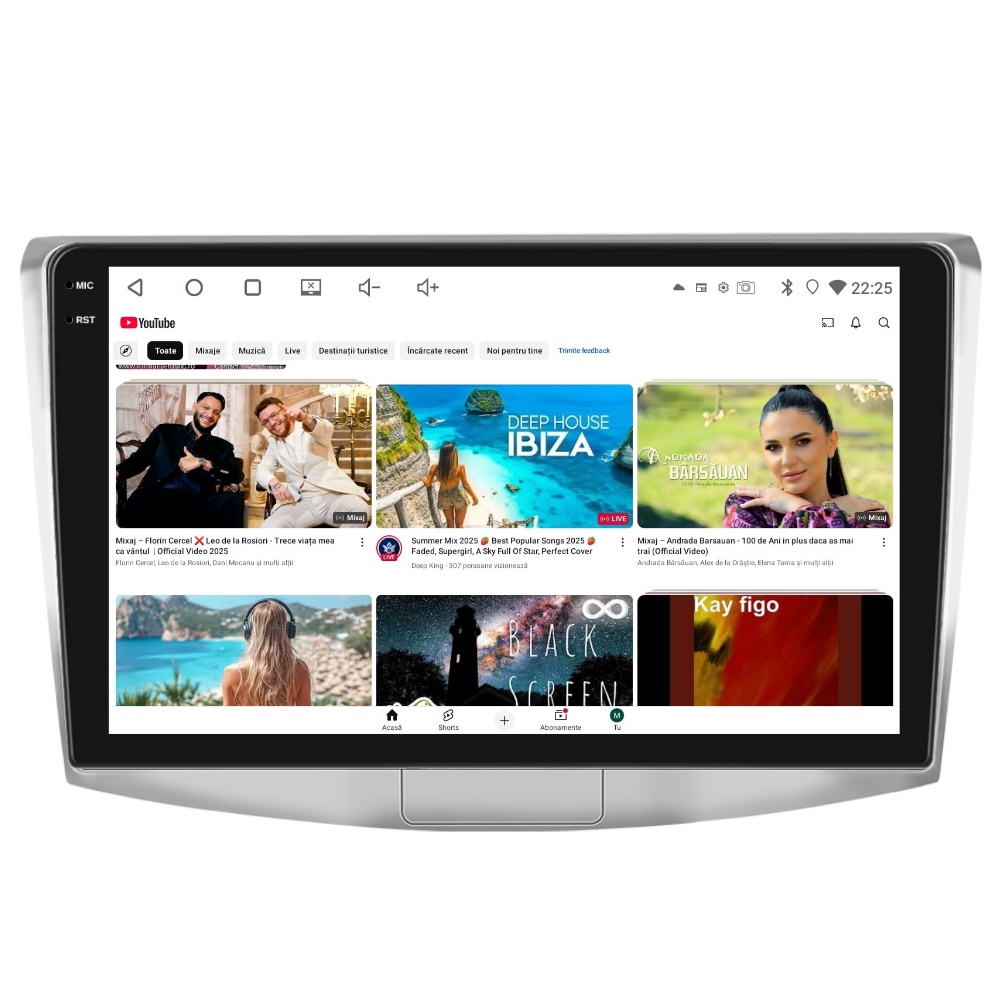 MIC
22:25
RST
YouTube
Toate Mixaje Muzică Live Destinații turistice Încărcate recent Noi pentru tine Trimite feedback
DEEP HOUSE
IBIZA
ANDRADA
BÂRSĂUAN
Mixaj
LIVE
Mixaj
Mixaj – Florin Cercel ❌ Leo de la Rosiori - Trece viața mea
ca vântul | Official Video 2025
Florin Cercel, Leo de la Rosiori, Dani Mocanu și mulți alții
LIVE
Summer Mix 2025 🍓 Best Popular Songs 2025 🍓
Faded, Supergirl, A Sky Full Of Star, Perfect Cover
Deep King · 307 persoane vizionează
Mixaj – Andrada Barsauan - 100 de Ani in plus daca as mai
trai (Official Video)
Andrada Bârsăuan, Alex de la Orăștie, Elena Toma și mulți alții
BLACK
SCREEN
Kay figo
Acasă
Shorts
Abonamente
M
Tu